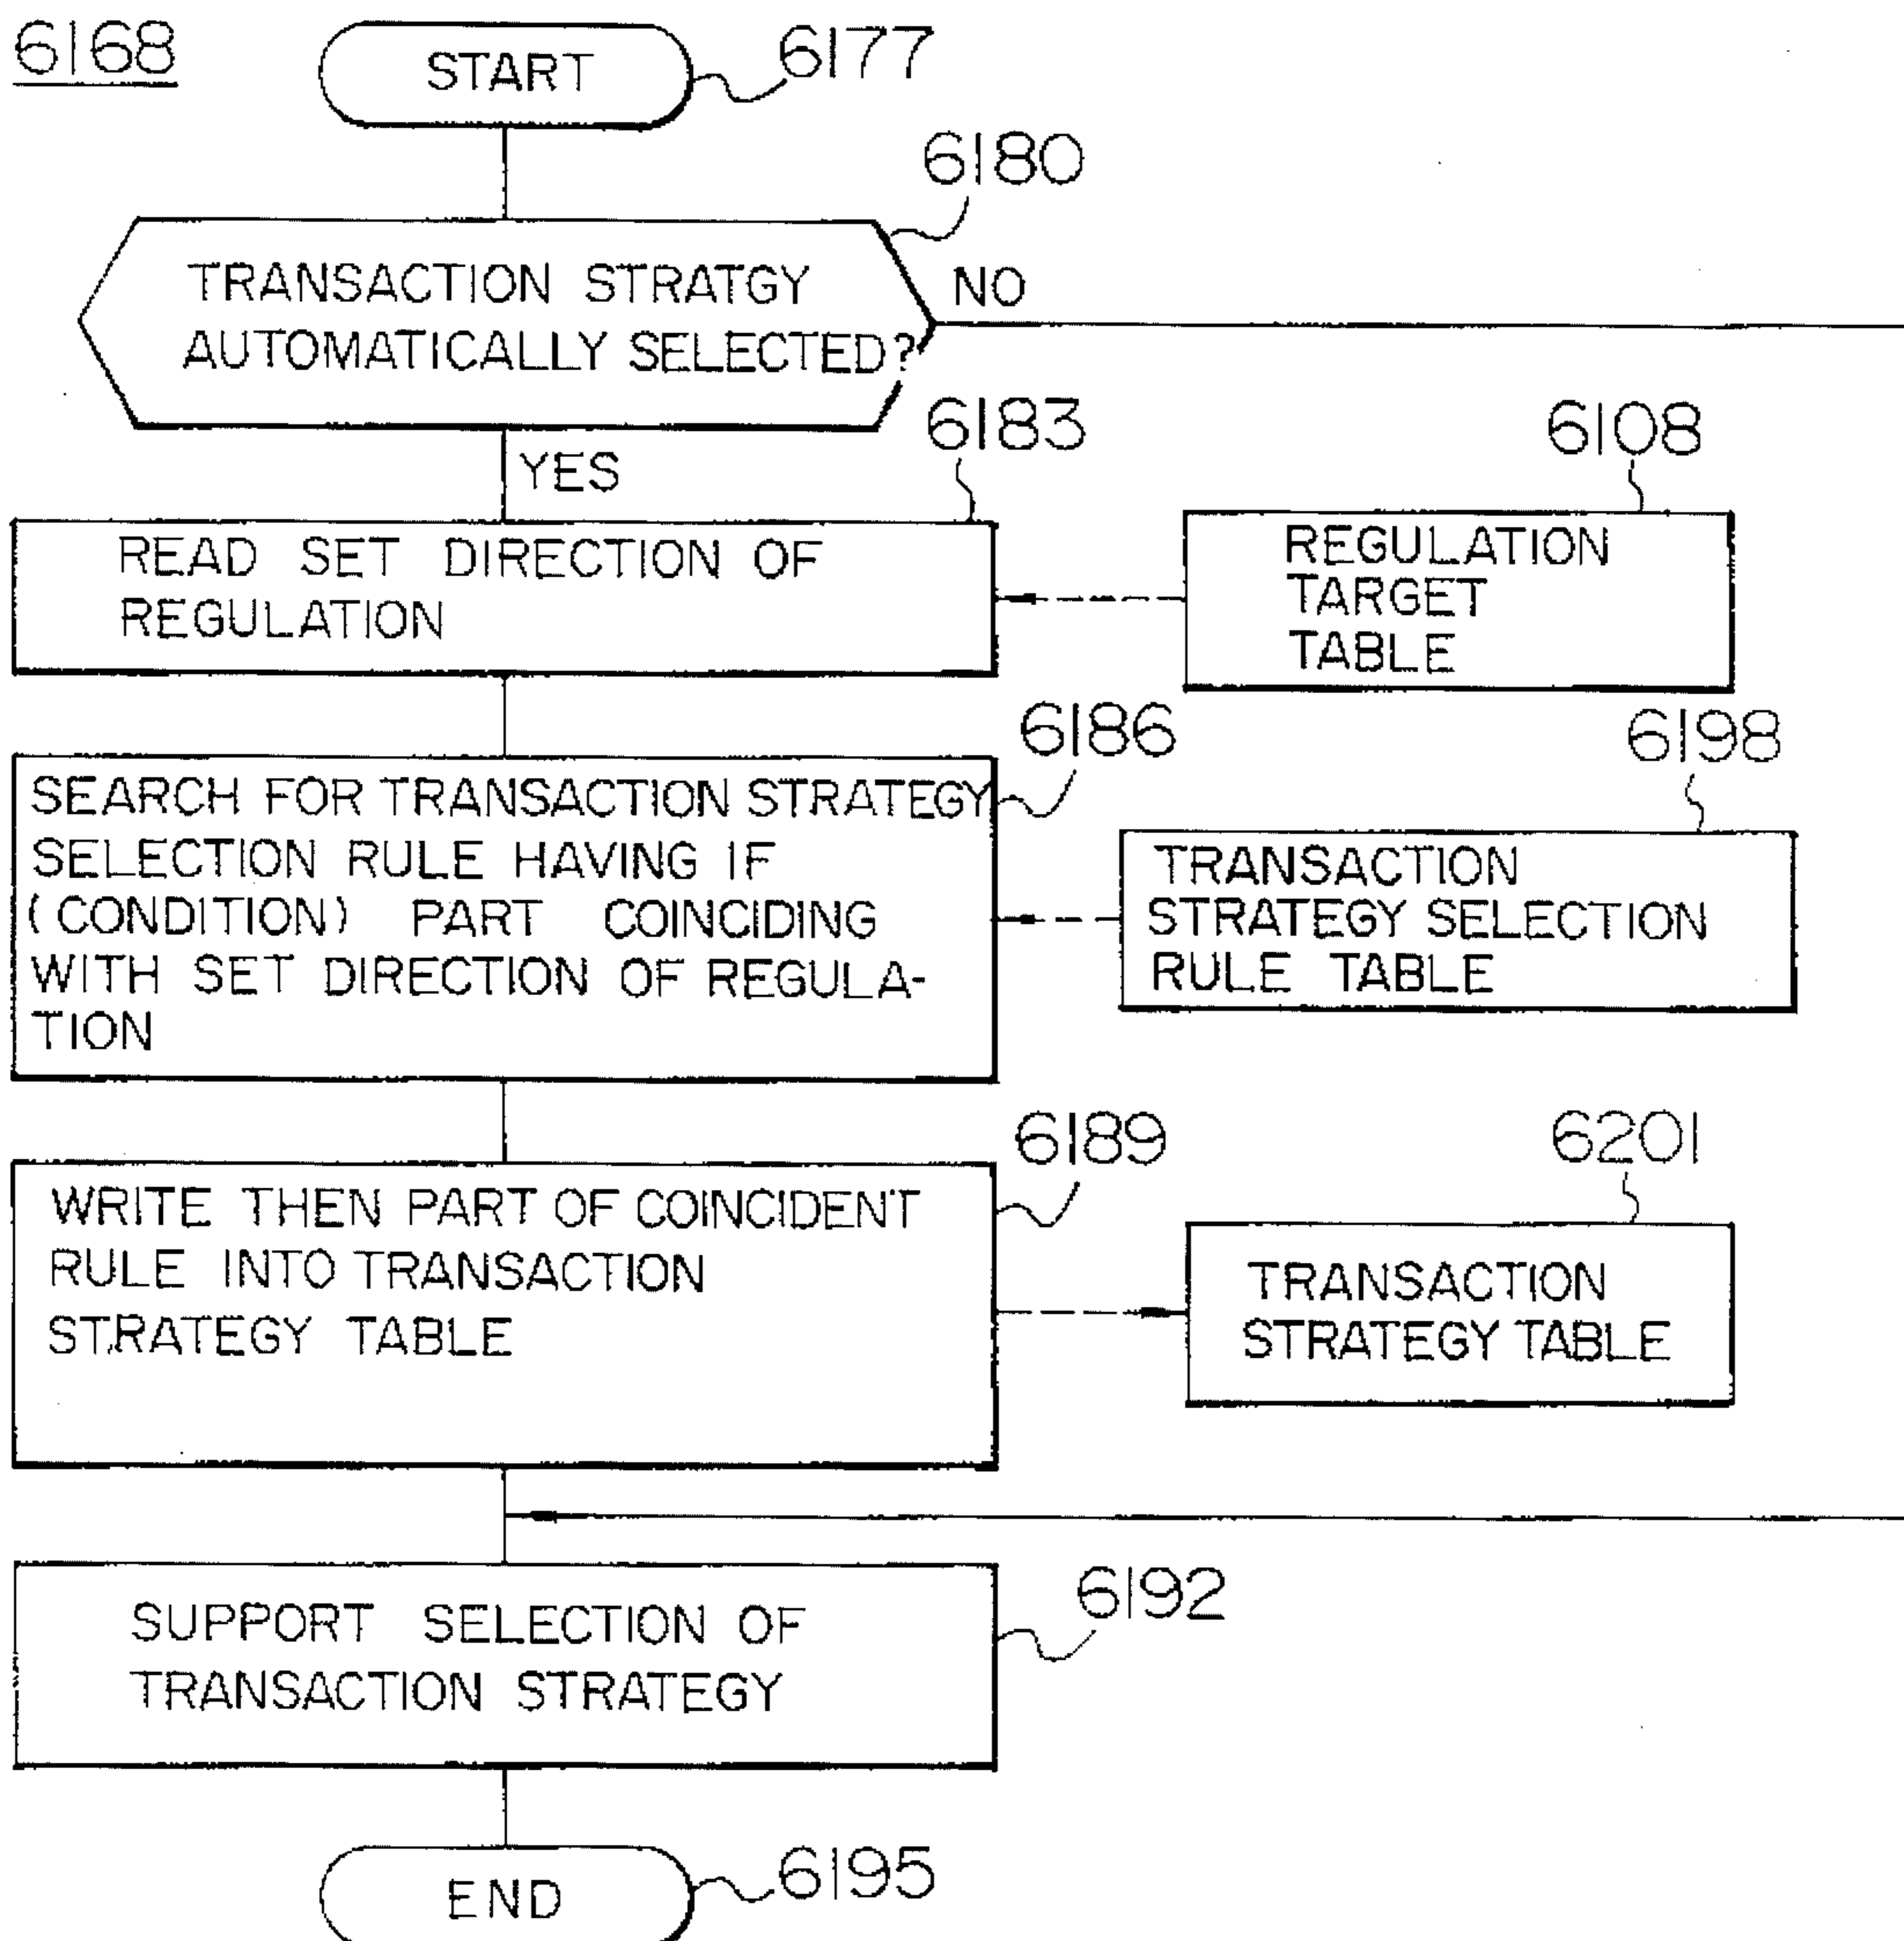 6168
START
6177
6180
TRANSACTION STRATGY
AUTOMATICALLY SELECTED?
NO
YES
6183
READ SET DIRECTION OF
REGULATION
6108
REGULATION
TARGET
TABLE
6186
SEARCH FOR TRANSACTION STRATEGY
SELECTION RULE HAVING IF
(CONDITION) PART COINCIDING
WITH SET DIRECTION OF REGULA-
TION
6198
TRANSACTION
STRATEGY SELECTION
RULE TABLE
6189
WRITE THEN PART OF COINCIDENT
RULE INTO TRANSACTION
STRATEGY TABLE
6201
TRANSACTION
STRATEGY TABLE
6192
SUPPORT SELECTION OF
TRANSACTION STRATEGY
END
6195